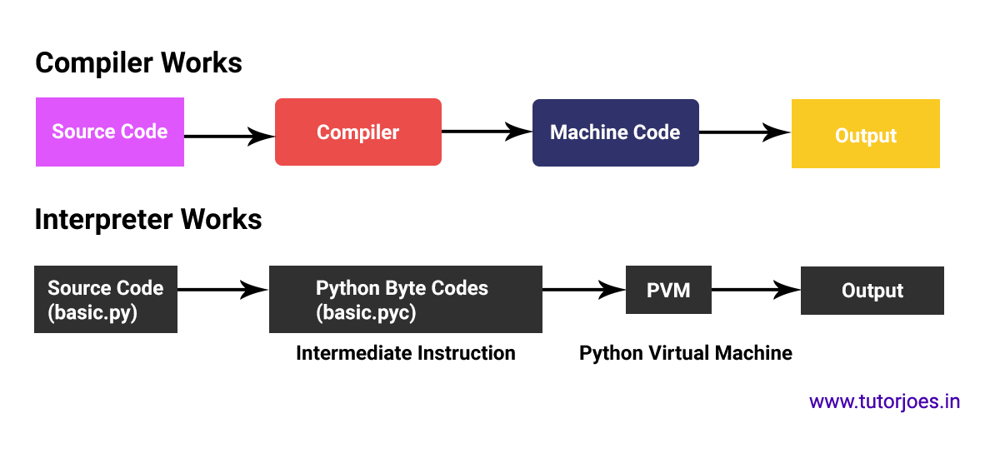 Compiler Works
Source Code
Compiler
Machine Code
Output
Interpreter Works
Source Code
(basic.py)
Python Byte Codes
(basic.pyc)
PVM
Output
Intermediate Instruction
Python Virtual Machine
www.tutorjoes.in